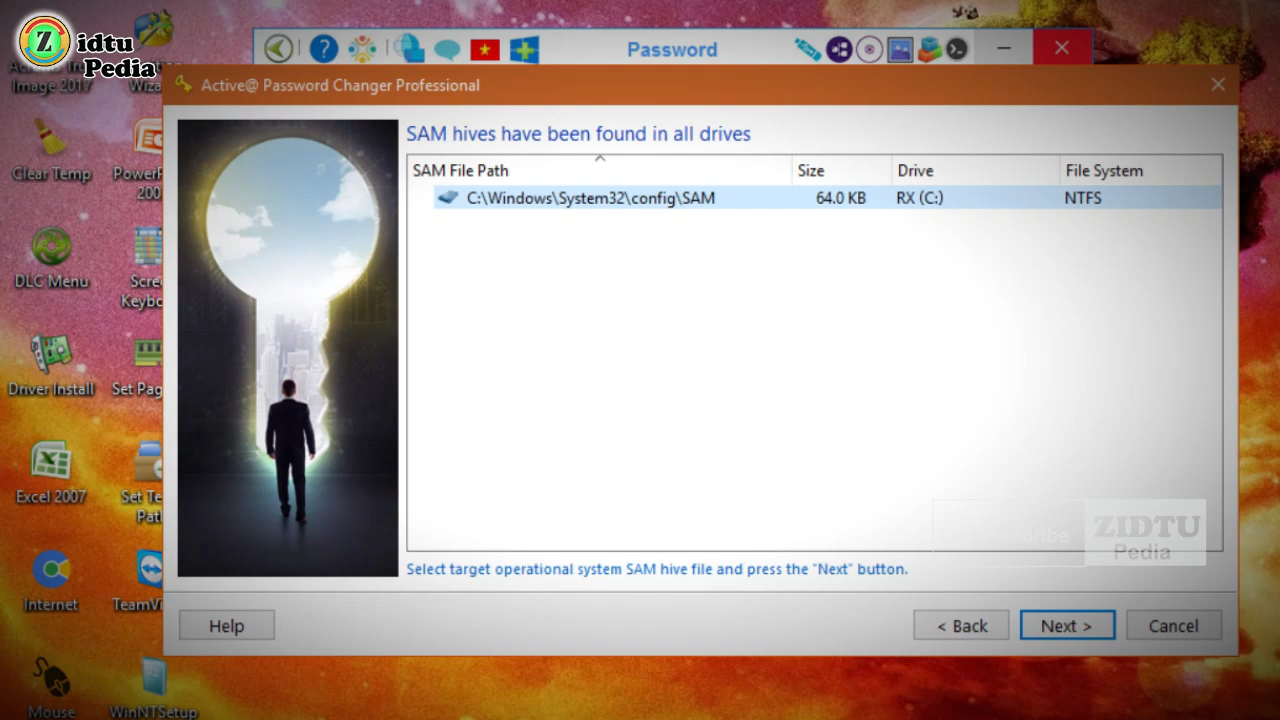 Z idtu
Pedia
Password
Image 2017
Active@ Password Changer Professional
SAM hives have been found in all drives
SAM File Path Size Drive File System
C:\Windows\System32\config\SAM 64.0 KB RX (C:) NTFS
Clear Temp
200
DLC Menu
Driver Install
Excel 2007
Internet
Mouse
WinNTSetup
ZIDTU
Pedia
Select target operational system SAM hive file and press the "Next" button.
Help
< Back
Next >
Cancel